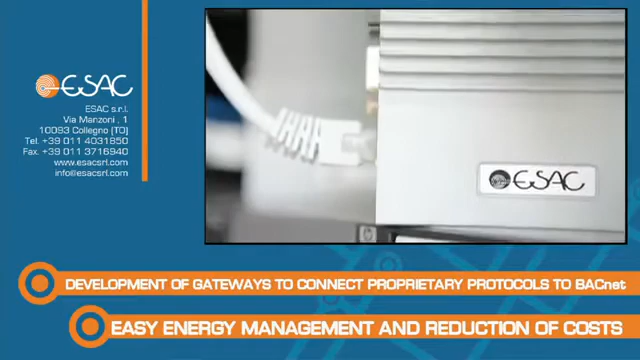 ESAC
ESAC s.r.l.
Via Manzoni , 1
10093 Collegno (TO)
Tel. +39 011 4031850
Fax. +39 011 3716940
www.esacsrl.com
info@esacsrl.com
ESAC
DEVELOPMENT OF GATEWAYS TO CONNECT PROPRIETARY PROTOCOLS TO BACnet
EASY ENERGY MANAGEMENT AND REDUCTION OF COSTS